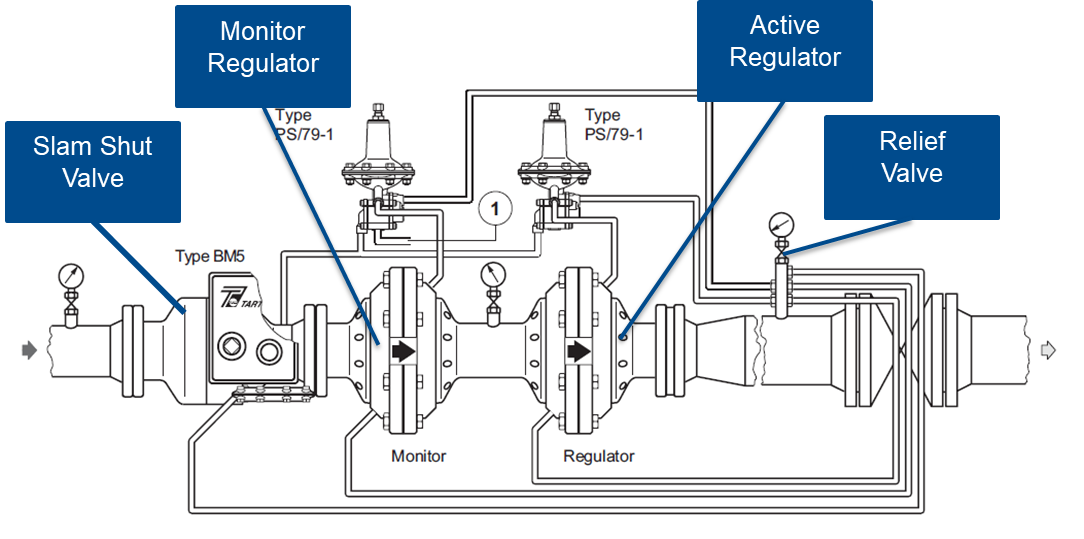 Monitor
Regulator
Active
Regulator
Slam Shut
Valve
Relief
Valve
Type
PS/79-1
Type
PS/79-1
1
Type BM5
TART
Monitor
Regulator